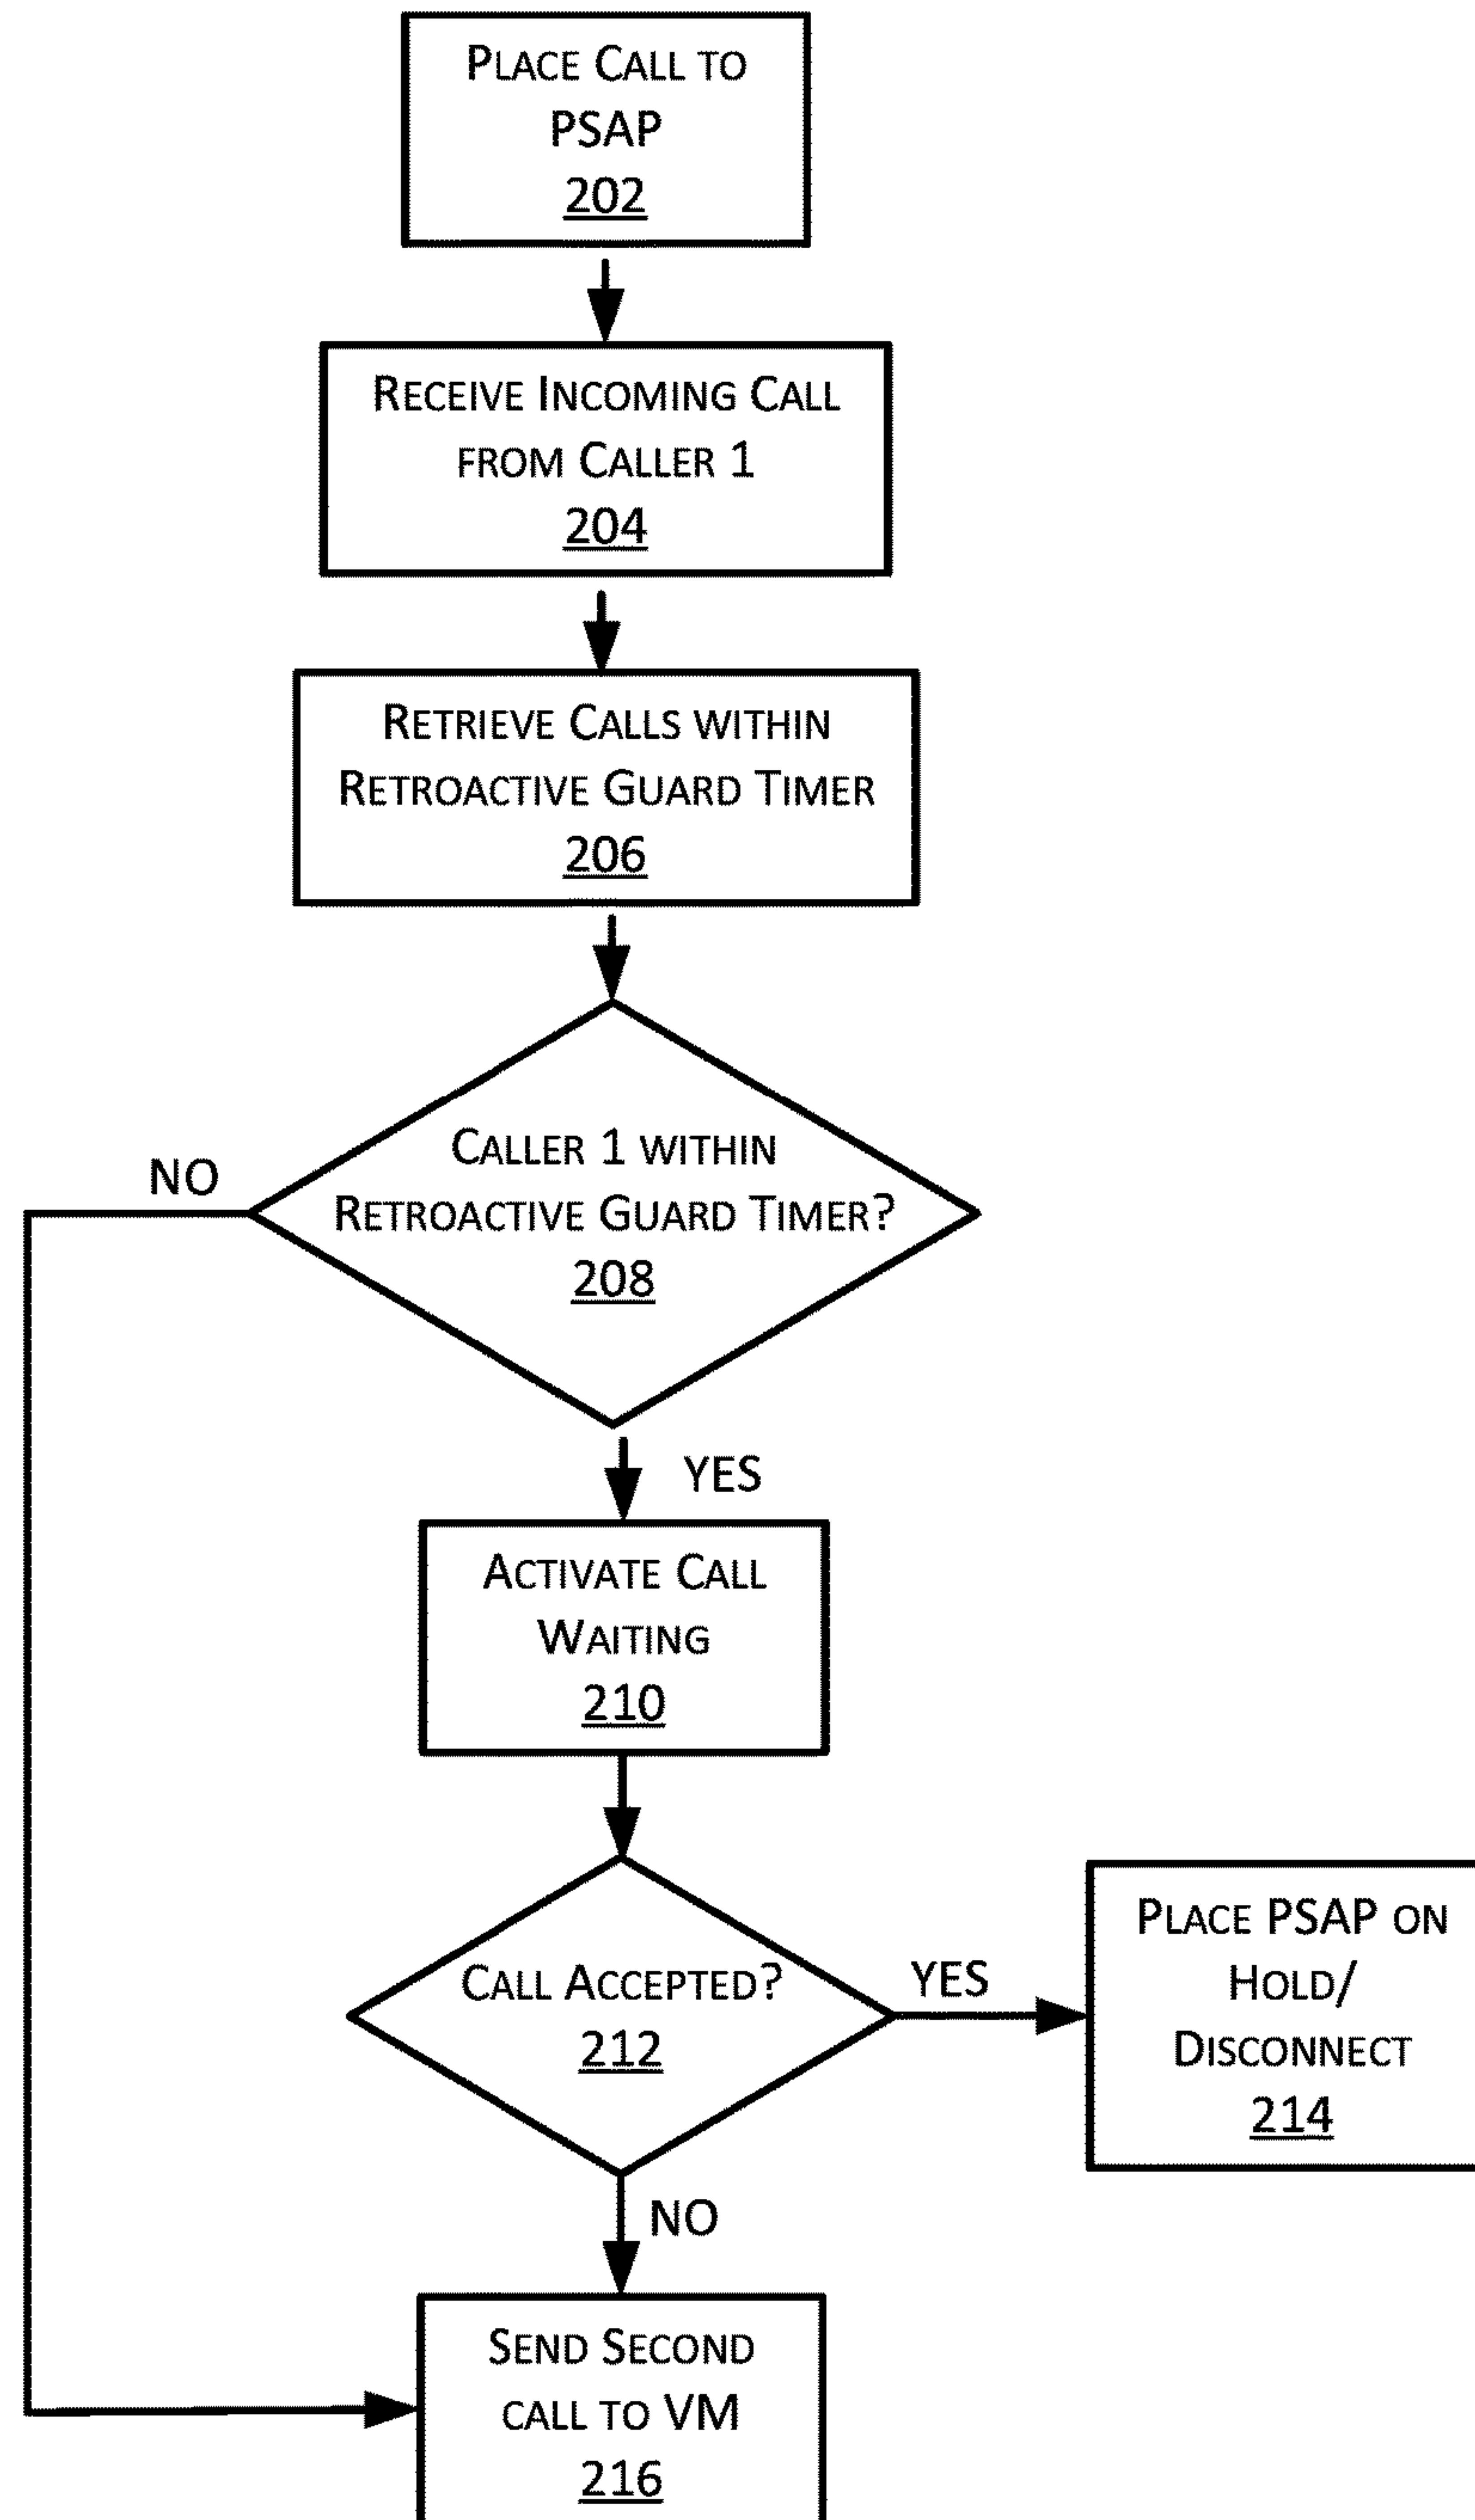 PLACE CALL TO
PSAP
202
RECEIVE INCOMING CALL
FROM CALLER 1
204
RETRIEVE CALLS WITHIN
RETROACTIVE GUARD TIMER
206
CALLER 1 WITHIN
RETROACTIVE GUARD TIMER?
208
NO
YES
ACTIVATE CALL
WAITING
210
CALL ACCEPTED?
212
YES
PLACE PSAP ON
HOLD/
DISCONNECT
214
NO
SEND SECOND
CALL TO VM
216